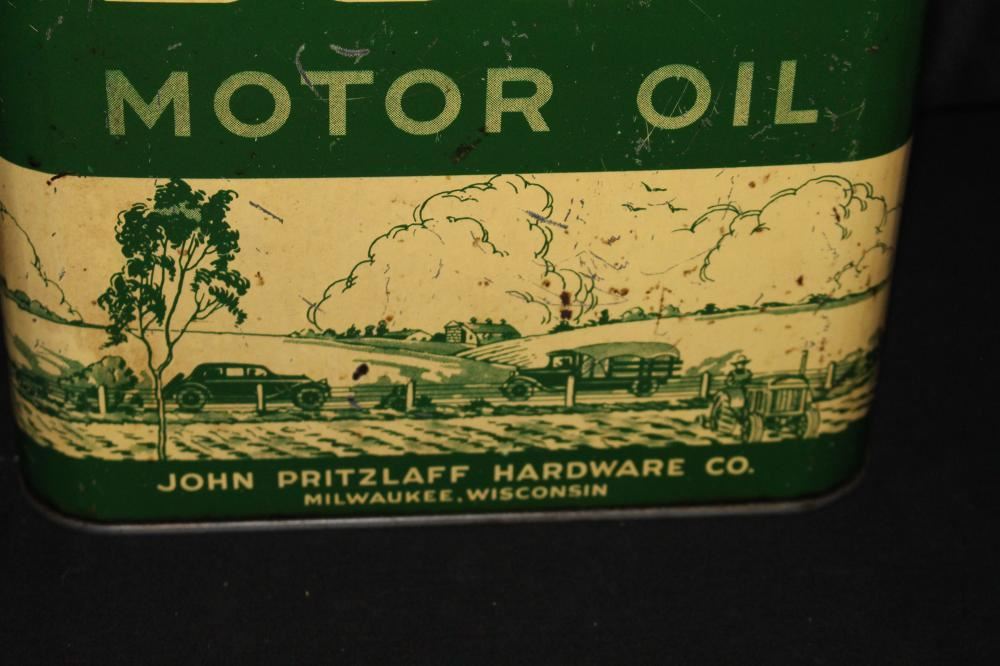 MOTOR OIL
JOHN PRITZLAFF HARDWARE CO.
MILWAUKEE, WISCONSIN